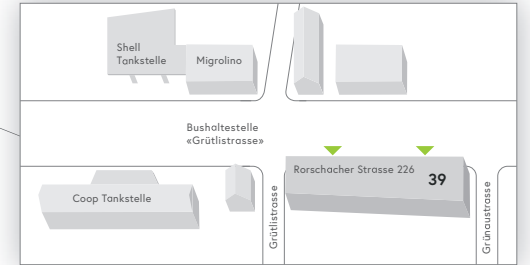 Shell
Tankstelle
Migrolino
Bushaltestelle
«Grütlistrasse»
Rorschacher Strasse 226
39
Coop Tankstelle
Grütlistrasse
Grünaustrasse